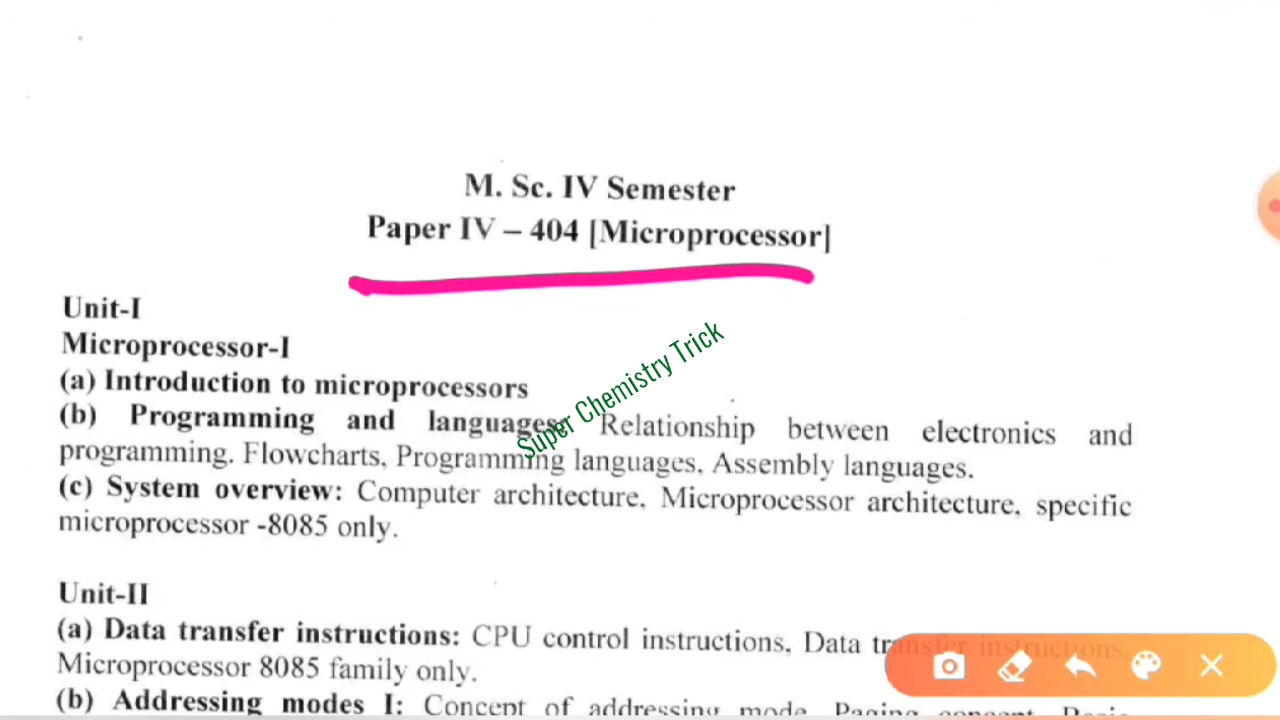 M. Sc. IV Semester
Paper IV – 404 [Microprocessor]
Unit-I
Microprocessor-I
(a) Introduction to microprocessors
(b) Programming and languages: Relationship between electronics and
programming. Flowcharts, Programming languages, Assembly languages.
(c) System overview: Computer architecture, Microprocessor architecture, specific
microprocessor -8085 only.
Super Chemistry Trick
Unit-II
(a) Data transfer instructions: CPU control instructions, Data transfer instructions,
Microprocessor 8085 family only.
(b) Addressing modes I: Concept of addressing mode, Paging concept, Basic